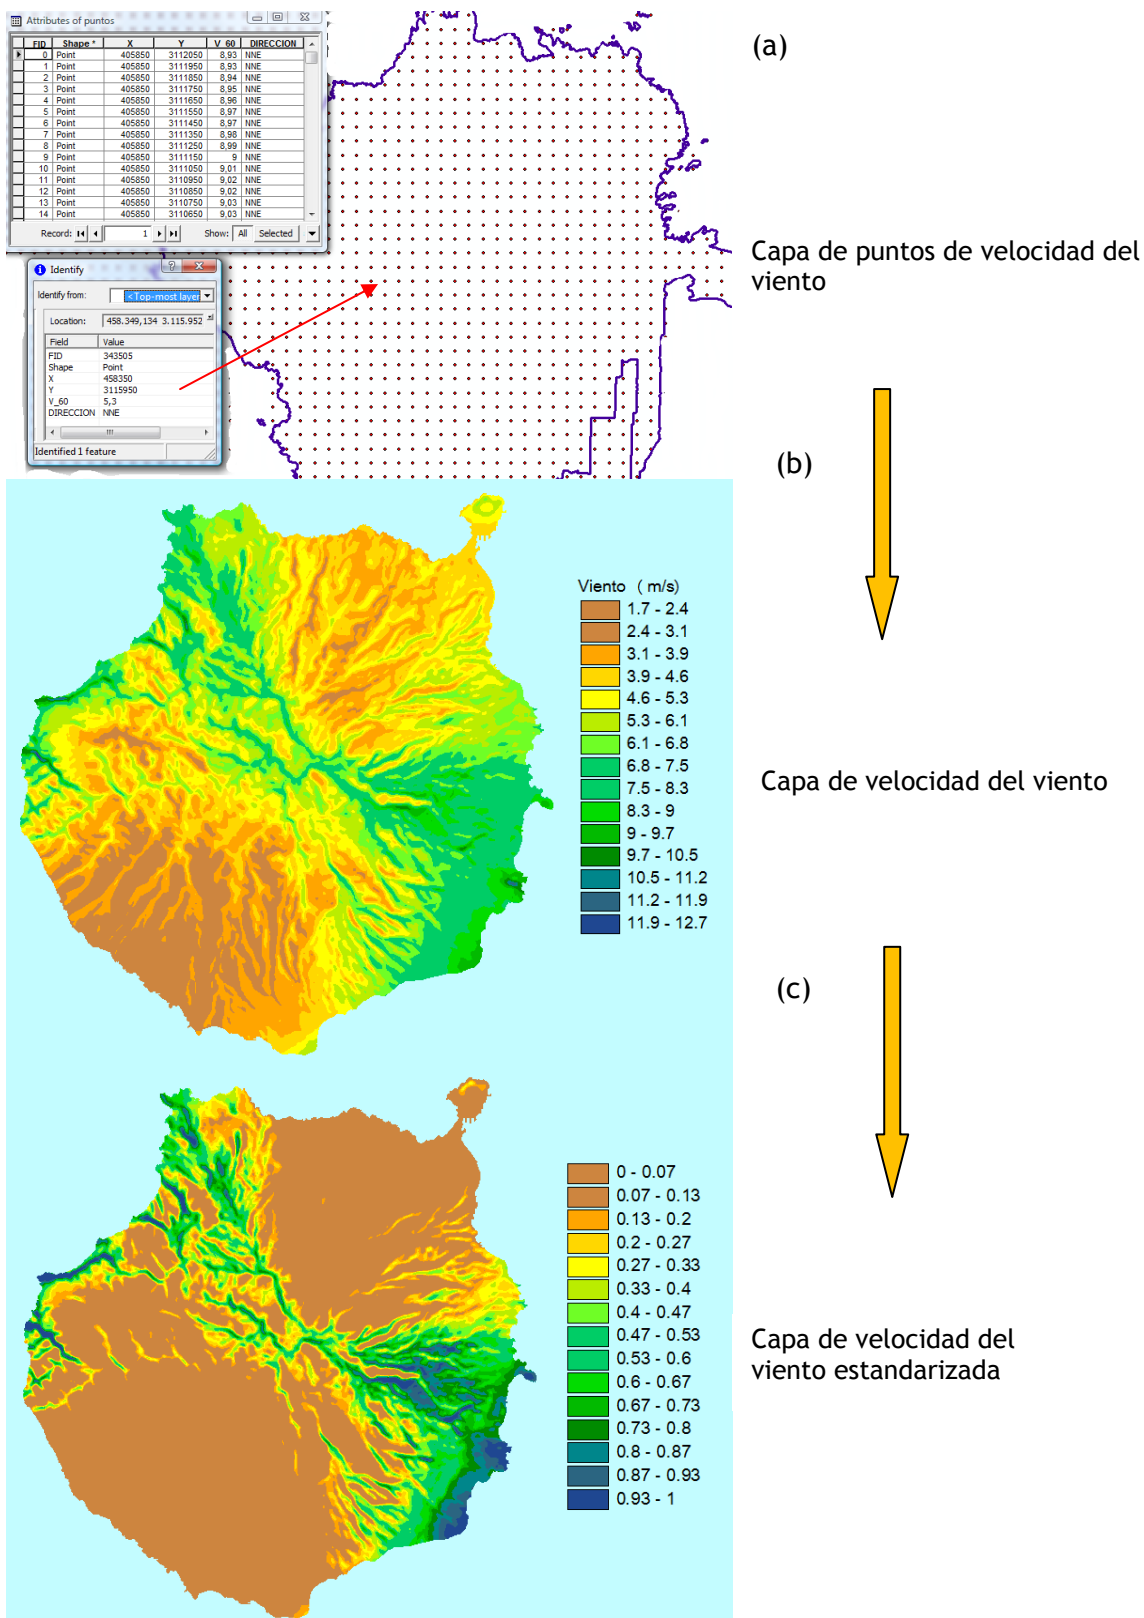 Attributes of puntos
FID Shape * X Y V_60 DIRECCION
0 Point 405850 3112050 8,93 NNE
1 Point 405850 3111950 8,93 NNE
2 Point 405850 3111850 8,94 NNE
3 Point 405850 3111750 8,95 NNE
4 Point 405850 3111650 8,96 NNE
5 Point 405850 3111550 8,97 NNE
6 Point 405850 3111450 8,97 NNE
7 Point 405850 3111350 8,98 NNE
8 Point 405850 3111250 8,99 NNE
9 Point 405850 3111150 9 NNE
10 Point 405850 3111050 9,01 NNE
11 Point 405850 3110950 9,02 NNE
12 Point 405850 3110850 9,02 NNE
13 Point 405850 3110750 9,03 NNE
14 Point 405850 3110650 9,03 NNE
Record: 1 Show: All Selected
(a)
Capa de puntos de velocidad del
viento
Identify
Identify from: <Top-most layer
Location: 458.349,134 3.115.952
Field Value
FID 343505
Shape Point
X 458350
Y 3115950
V_60 5,3
DIRECCION NNE
Identified 1 feature
(b)
Viento ( m/s)
1.7 - 2.4
2.4 - 3.1
3.1 - 3.9
3.9 - 4.6
4.6 - 5.3
5.3 - 6.1
6.1 - 6.8
6.8 - 7.5
7.5 - 8.3
8.3 - 9
9 - 9.7
9.7 - 10.5
10.5 - 11.2
11.2 - 11.9
11.9 - 12.7
Capa de velocidad del viento
(c)
0 - 0.07
0.07 - 0.13
0.13 - 0.2
0.2 - 0.27
0.27 - 0.33
0.33 - 0.4
0.4 - 0.47
0.47 - 0.53
0.53 - 0.6
0.6 - 0.67
0.67 - 0.73
0.73 - 0.8
0.8 - 0.87
0.87 - 0.93
0.93 - 1
Capa de velocidad del
viento estandarizada